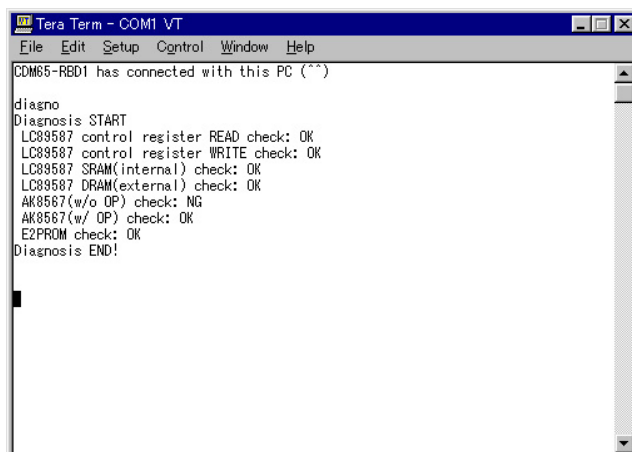 Tera Term - COM1 VT
File Edit Setup Control Window Help
CDM65-RBD1 has connected with this PC (^^)
diagno
Diagnosis START
LC89587 control register READ check: OK
LC89587 control register WRITE check: OK
LC89587 SRAM(internal) check: OK
LC89587 DRAM(external) check: OK
AK8567(w/o OP) check: NG
AK8567(w/ OP) check: OK
E2PROM check: OK
Diagnosis END!